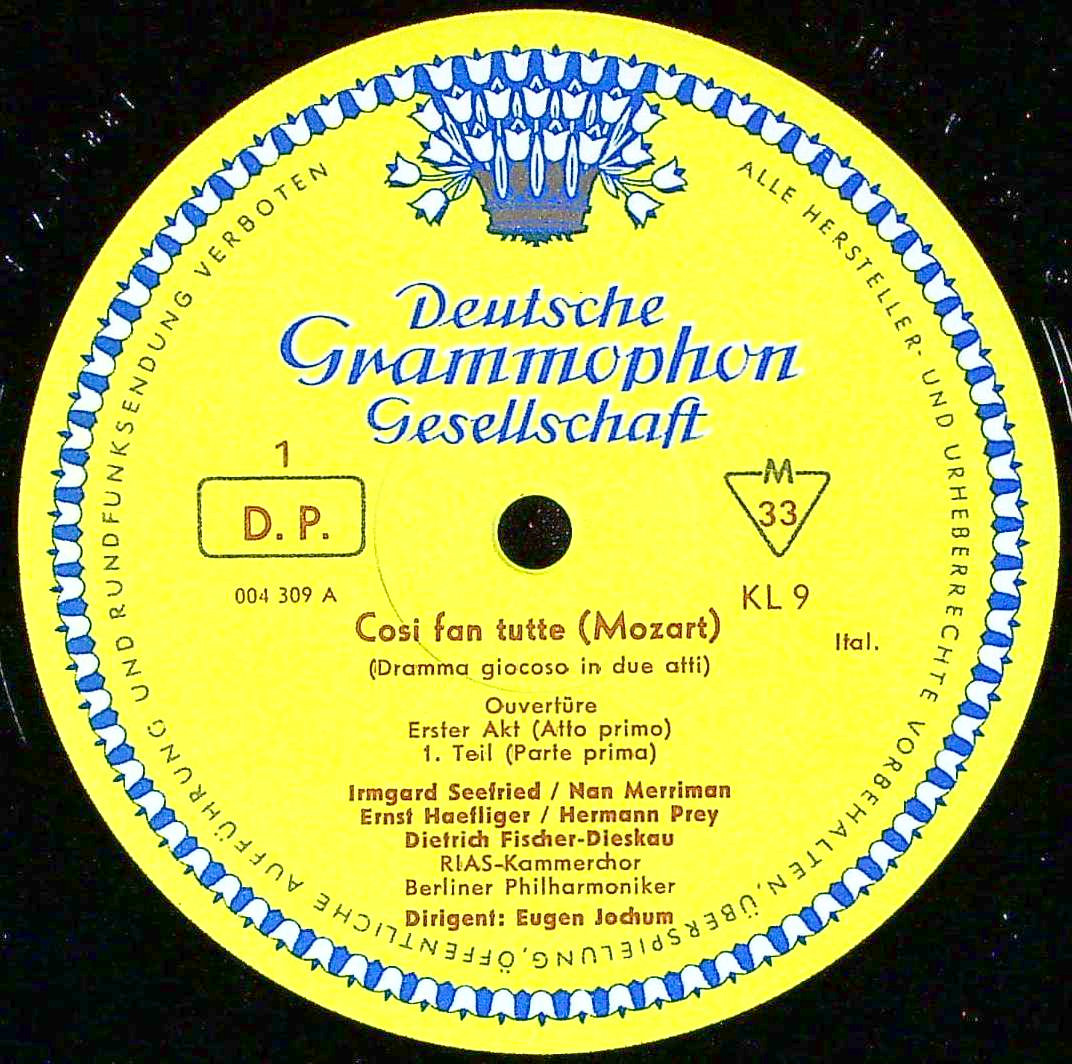 Deutsche
Grammophon
Gesellschaft
1
D. P.
004 309 A
M
33
KL 9
Ital.
Cosi fan tutte (Mozart)
(Dramma giocoso in due atti)
Ouvertüre
Erster Akt (Atto primo)
1. Teil (Parte prima)
Irmgard Seefried / Nan Merriman
Ernst Haefliger / Hermann Prey
Dietrich Fischer-Dieskau
RIAS-Kammerchor
Berliner Philharmoniker
Dirigent: Eugen Jochum
ALLE HERSTELLER- UND URHEBERRECHTE VORBEHALTEN, ÜBERSPIELUNG, ÖFFENTLICHE AUFFÜHRUNG UND RUNDFUNKSENDUNG VERBOTEN